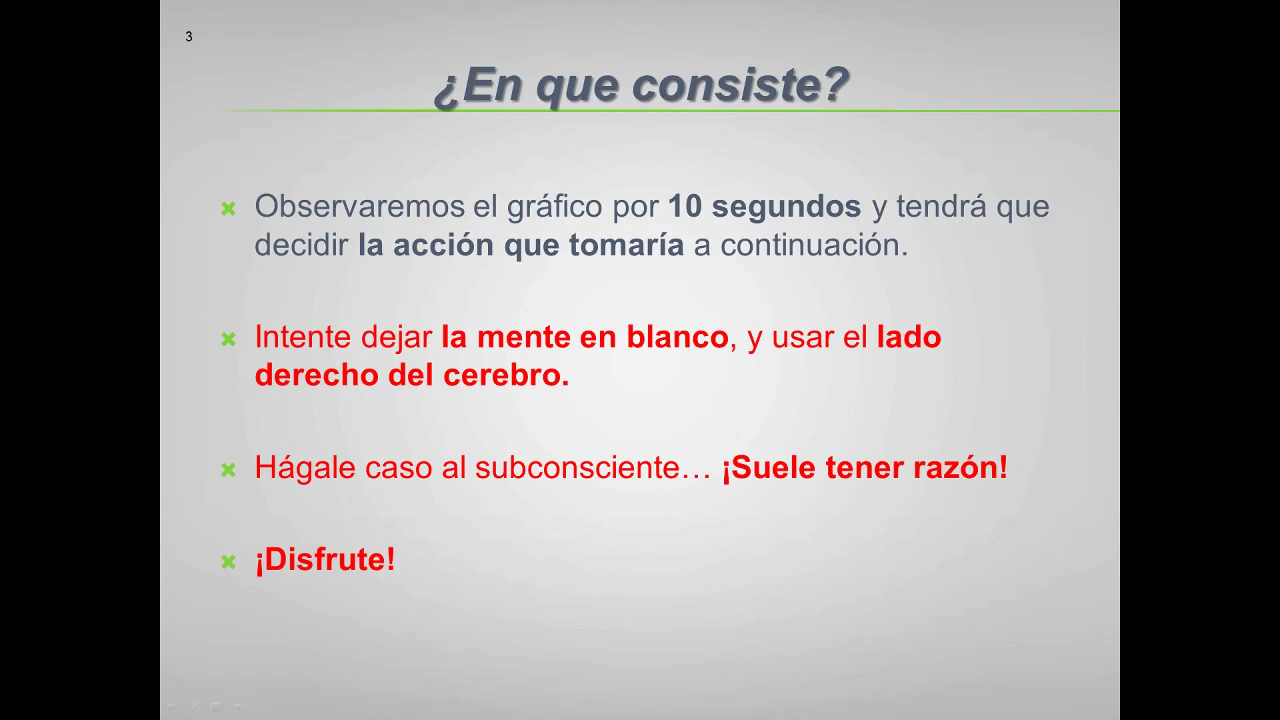 3
¿En que consiste?
Observaremos el gráfico por 10 segundos y tendrá que
decidir la acción que tomaría a continuación.
Intente dejar la mente en blanco, y usar el lado
derecho del cerebro.
Hágale caso al subconsciente… ¡Suele tener razón!
¡Disfrute!